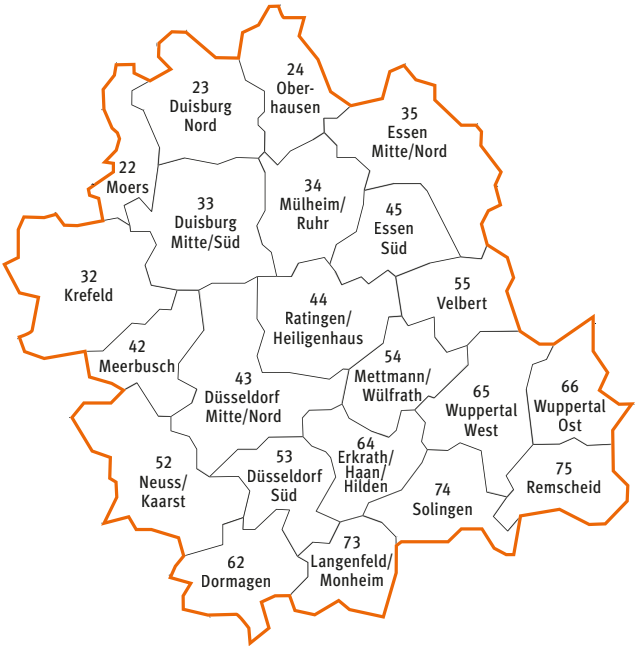 24
Ober-
hausen
23
Duisburg
Nord
35
Essen
Mitte/Nord
22
Moers
34
Mülheim/
Ruhr
33
Duisburg
Mitte/Süd
45
Essen
Süd
32
Krefeld
55
Velbert
44
Ratingen/
Heiligenhaus
42
Meerbusch
54
Mettmann/
Wülfrath
43
Düsseldorf
Mitte/Nord
65
Wuppertal
West
66
Wuppertal
Ost
64
Erkrath/
Haan/
Hilden
53
Düsseldorf
Süd
52
Neuss/
Kaarst
75
Remscheid
74
Solingen
73
Langenfeld/
Monheim
62
Dormagen